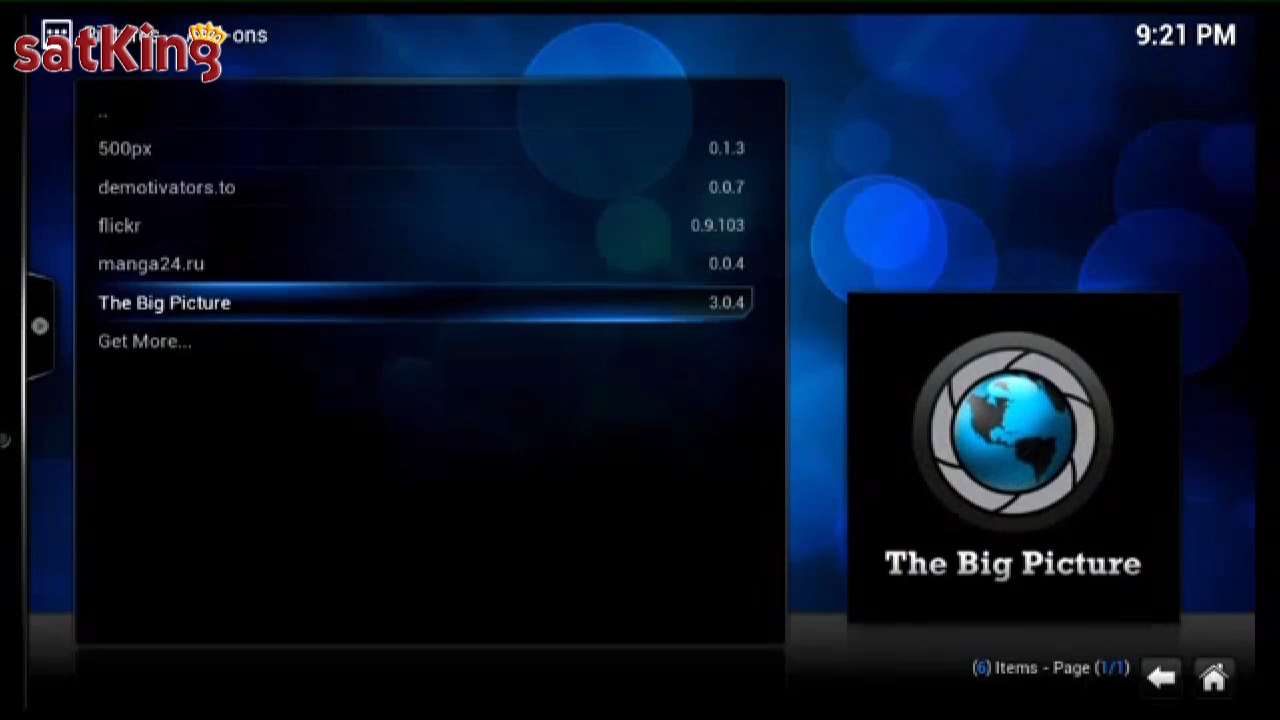 satKing
ons
9:21 PM
..
500px 0.1.3
demotivators.to 0.0.7
flickr 0.9.103
manga24.ru 0.0.4
The Big Picture 3.0.4
Get More...
The Big Picture
(6) Items - Page (1/1)